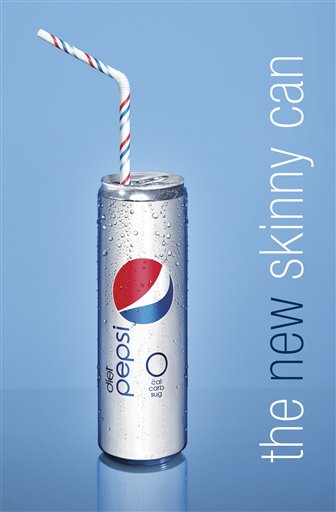 diet
pepsi
0
cal
carb
sug
the new skinny can